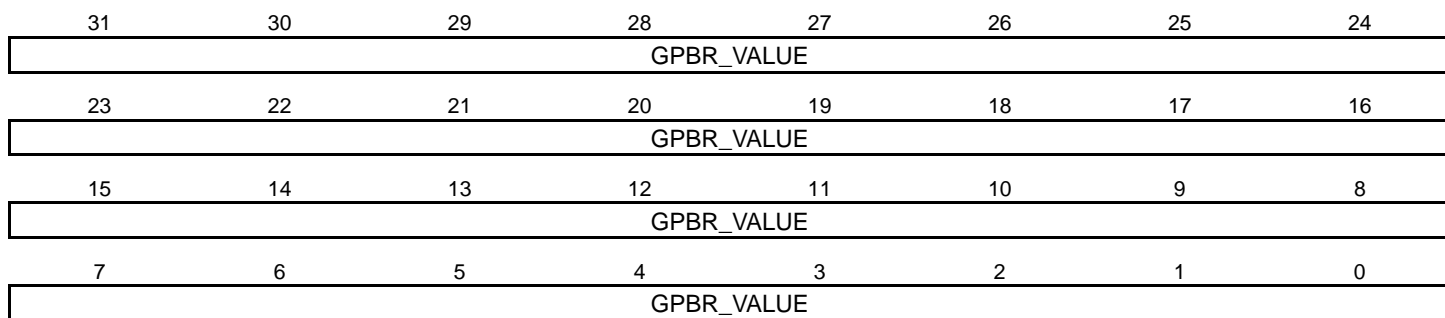 31 30 29 28 27 26 25 24
GPBR_VALUE
23 22 21 20 19 18 17 16
GPBR_VALUE
15 14 13 12 11 10 9 8
GPBR_VALUE
7 6 5 4 3 2 1 0
GPBR_VALUE